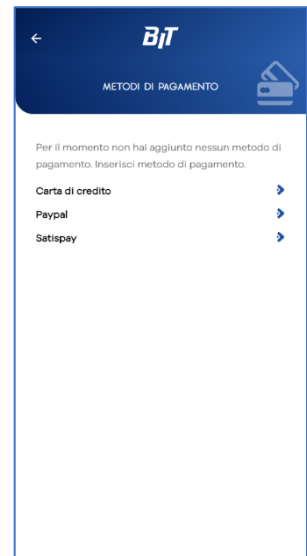 BiT
METODI DI PAGAMENTO
Per il momento non hai aggiunto nessun metodo di
pagamento. Inserisci metodo di pagamento.
Carta di credito
Paypal
Satispay